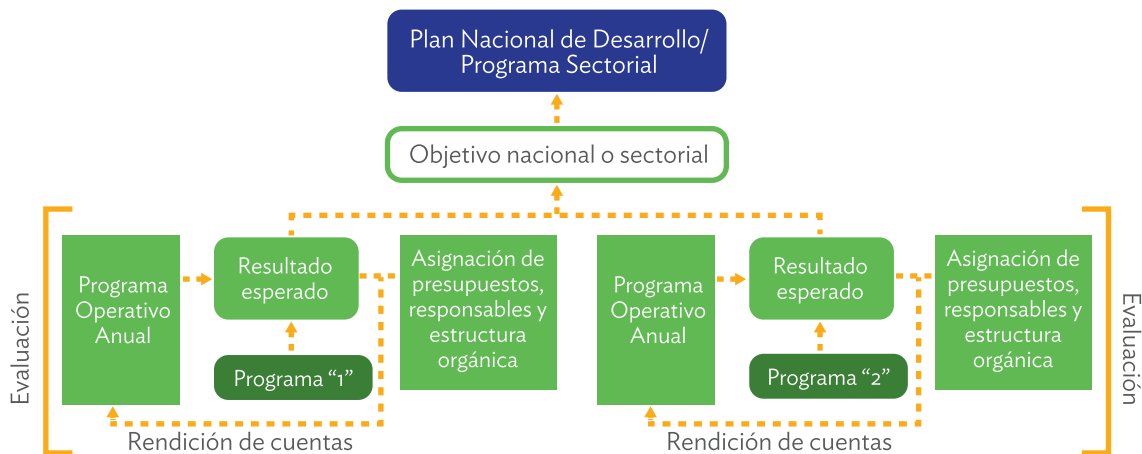 Plan Nacional de Desarrollo/
Programa Sectorial
Objetivo nacional o sectorial
Evaluación
Programa
Operativo
Anual
Resultado
esperado
Programa “1”
Asignación de
presupuestos,
responsables y
estructura
orgánica
Rendición de cuentas
Programa
Operativo
Anual
Resultado
esperado
Programa “2”
Asignación de
presupuestos,
responsables y
estructura
orgánica
Rendición de cuentas
Evaluación